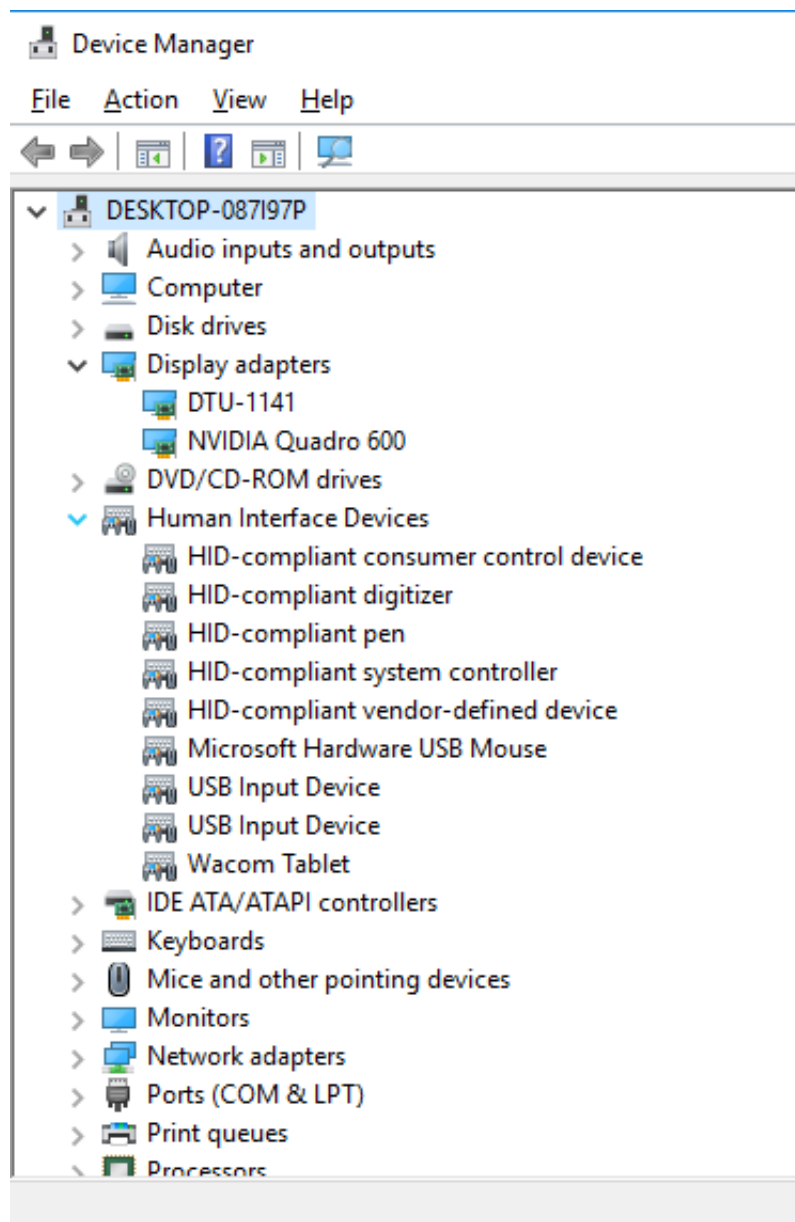 Device Manager
File Action View Help
DESKTOP-087I97P
Audio inputs and outputs
Computer
Disk drives
Display adapters
DTU-1141
NVIDIA Quadro 600
DVD/CD-ROM drives
Human Interface Devices
HID-compliant consumer control device
HID-compliant digitizer
HID-compliant pen
HID-compliant system controller
HID-compliant vendor-defined device
Microsoft Hardware USB Mouse
USB Input Device
USB Input Device
Wacom Tablet
IDE ATA/ATAPI controllers
Keyboards
Mice and other pointing devices
Monitors
Network adapters
Ports (COM & LPT)
Print queues
Processors